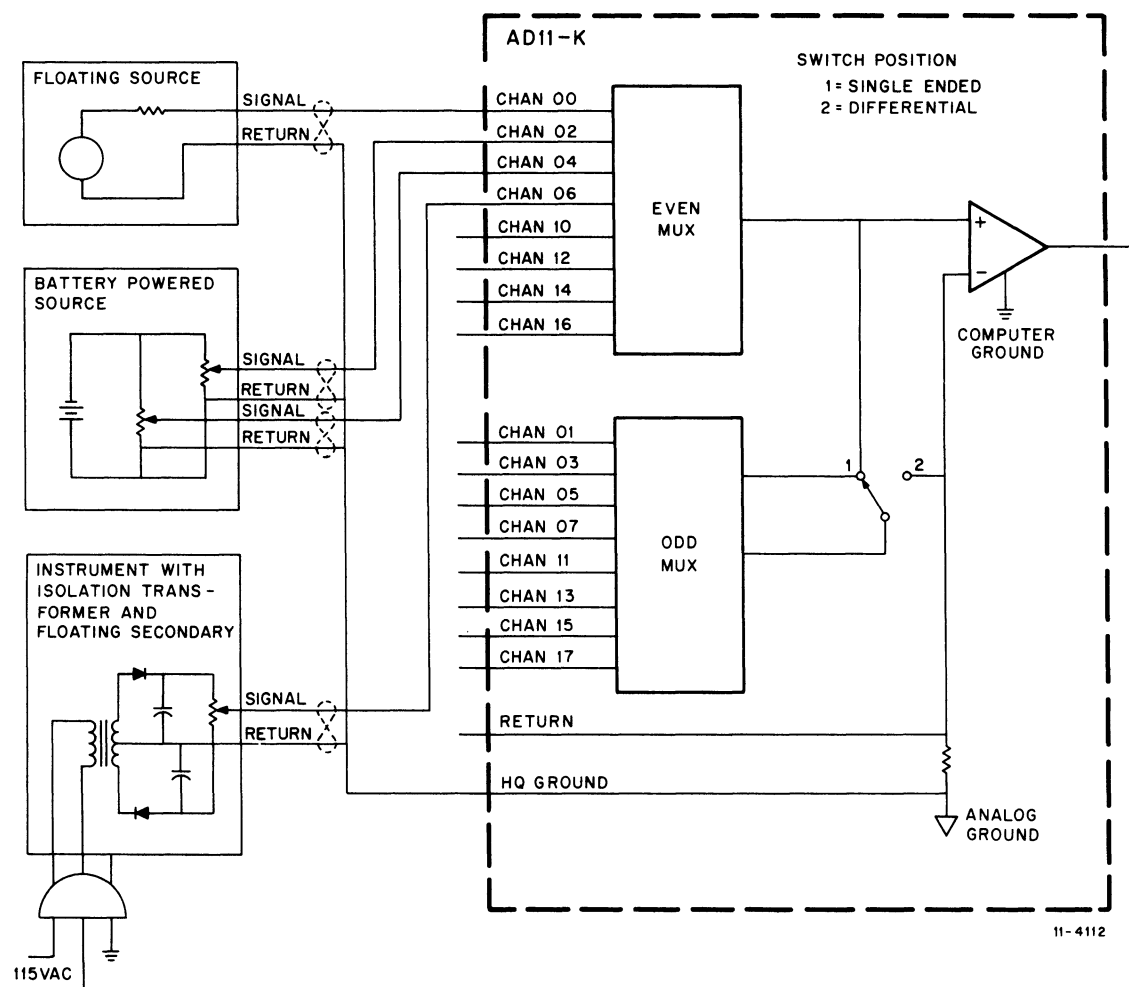 AD11-K
SWITCH POSITION
1 = SINGLE ENDED
2 = DIFFERENTIAL
FLOATING SOURCE
SIGNAL
RETURN
CHAN 00
CHAN 02
CHAN 04
CHAN 06
CHAN 10
CHAN 12
CHAN 14
CHAN 16
EVEN
MUX
+
−
COMPUTER
GROUND
BATTERY POWERED
SOURCE
SIGNAL
RETURN
SIGNAL
RETURN
CHAN 01
CHAN 03
CHAN 05
CHAN 07
CHAN 11
CHAN 13
CHAN 15
CHAN 17
ODD
MUX
1
2
INSTRUMENT WITH
ISOLATION TRANS-
FORMER AND
FLOATING SECONDARY
SIGNAL
RETURN
RETURN
HQ GROUND
ANALOG
GROUND
115VAC
11-4112